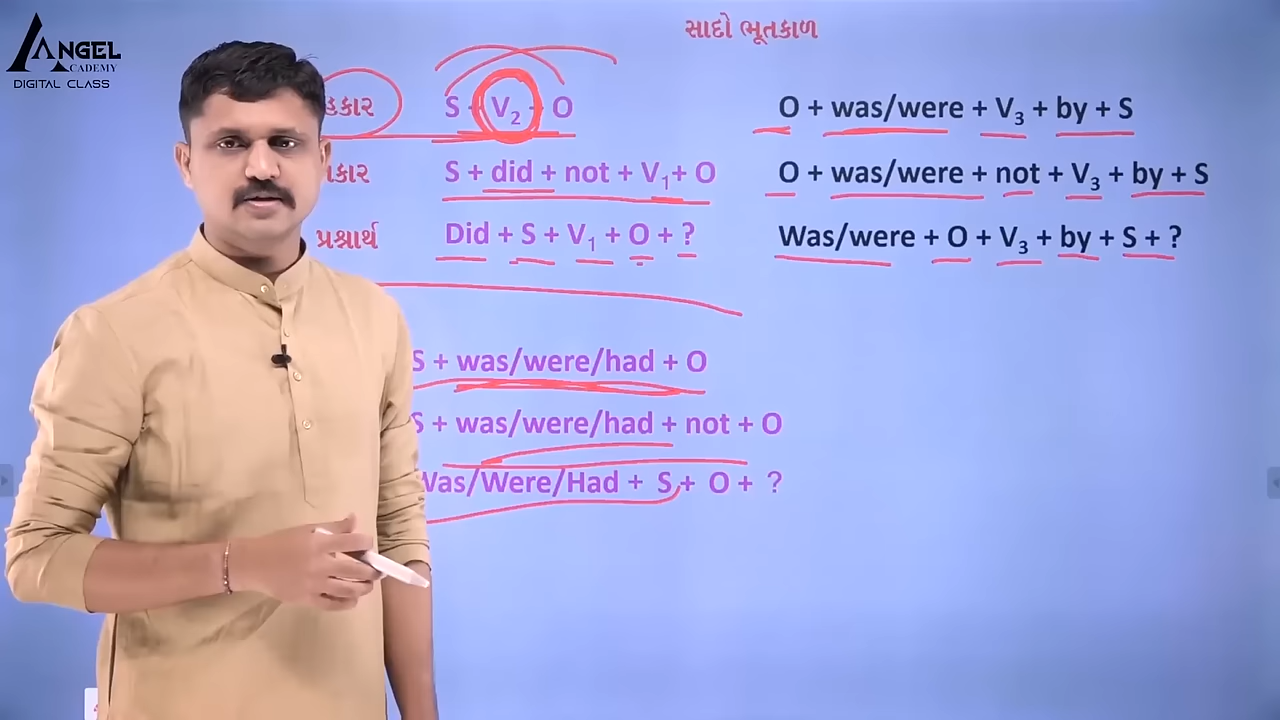 ANGEL
ACADEMY
DIGITAL CLASS
સાદો ભૂતકાળ
હકાર S + V₂ + O O + was/were + V₃ + by + S
S + did + not + V₁+ O O + was/were + not + V₃ + by + S
પ્રશ્નાર્થ Did + S + V₁ + O + ? Was/were + O + V₃ + by + S + ?
S + was/were/had + O
S + was/were/had + not + O
Was/Were/Had + S + O + ?